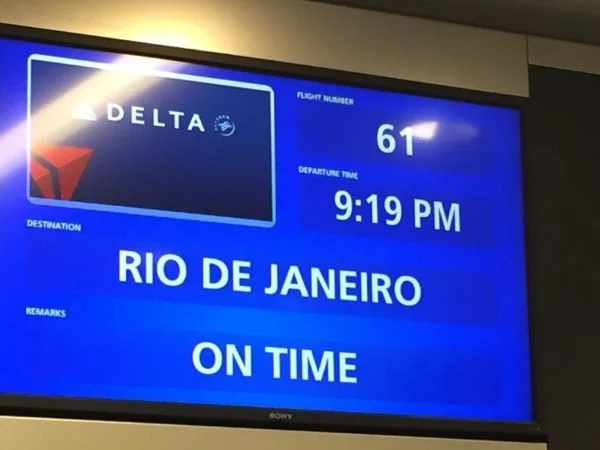 DELTA
FLIGHT NUMBER
61
DEPARTURE TIME
9:19 PM
DESTINATION
RIO DE JANEIRO
REMARKS
ON TIME
SONY